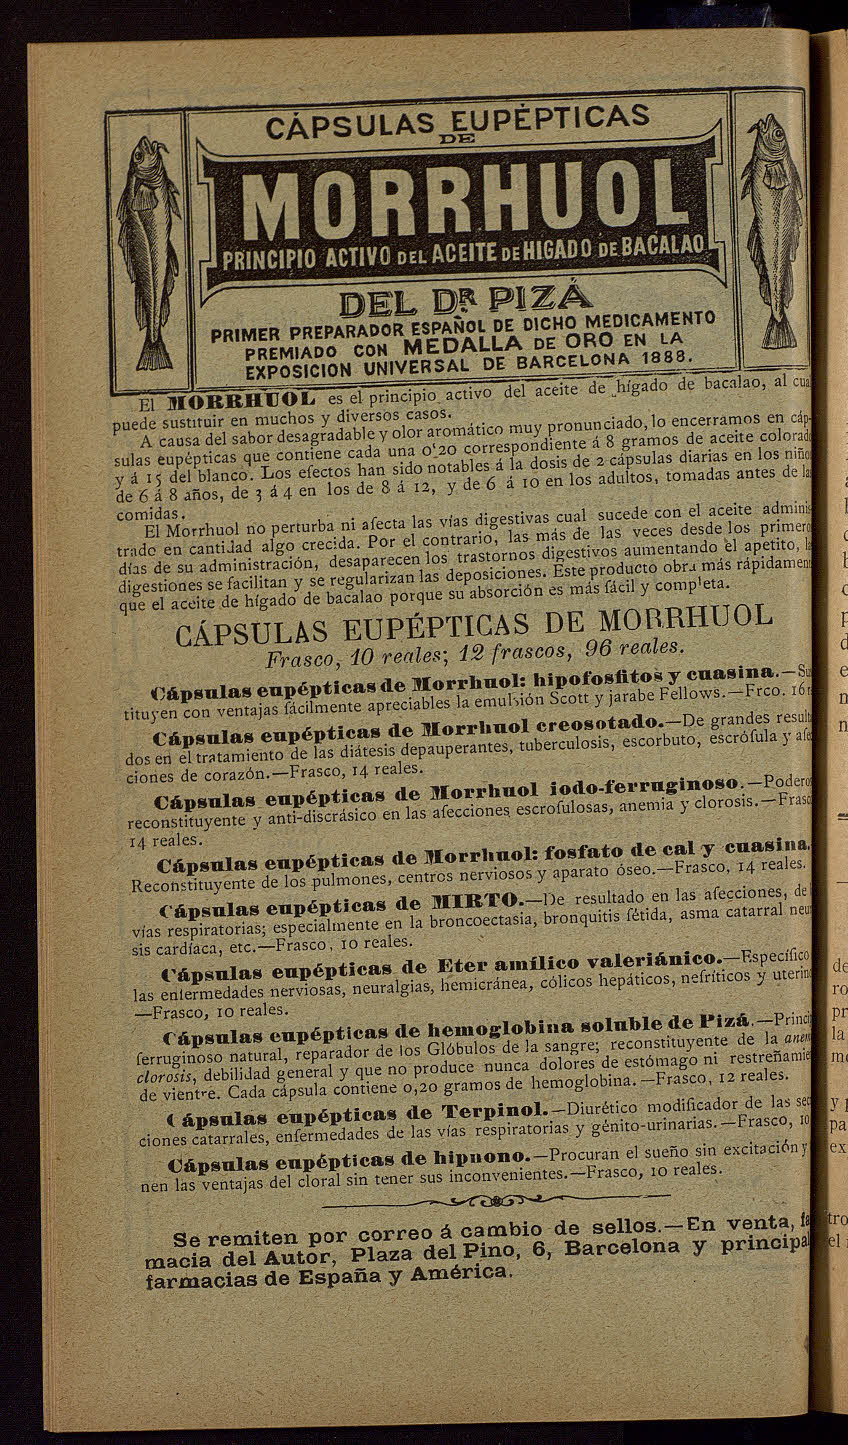 CÁPSULAS EUPÉPTICAS
DE
MORRHUOL
PRINCIPIO ACTIVO DEL ACEITE DE HIGADO DE BACALAO
DEL DR. PIZÁ
PRIMER PREPARADOR ESPAÑOL DE DICHO MEDICAMENTO
PREMIADO CON MEDALLA DE ORO EN LA
EXPOSICION UNIVERSAL DE BARCELONA 1888.
El MORRHUOL es el principio activo del aceite de hígado de bacalao, al cua
puede sustituir en muchos y diversos casos.
A causa del sabor desagradable y olor aromático muy pronunciado, lo encerramos en cáp-
sulas eupépticas que contiene cada una 0'20 correspondiente á 8 gramos de aceite colorad
y á 15 del blanco. Los efectos han sido notables á la dosis de 2 cápsulas diarias en los niño
de 6 á 8 años, de 3 á 4 en los de 8 á 12, y de 6 á 10 en los adultos, tomadas antes de la
comidas.
El Morrhuol no perturba ni afecta las vías digestivas cual sucede con el aceite adminis
trado en cantidad algo crecida. Por el contrario, las más de las veces desde los primero
días de su administración, desaparecen los trastornos digestivos aumentando el apetito, la
digestiones se facilitan y se regularizan las deposiciones. Este producto obra más rápidamen
que el aceite de hígado de bacalao porque su absorción es más fácil y completa.
CÁPSULAS EUPÉPTICAS DE MORRHUOL
Frasco, 10 reales; 12 frascos, 96 reales.
Cápsulas eupépticas de Morrhuol: hipofosfitos y cuasina.—Sus
tituyen con ventajas fácilmente apreciables la emulsión Scott y jarabe Fellows.—Frco. 16 r
Cápsulas eupépticas de Morrhuol creosotado.—De grandes result
dos en el tratamiento de las diátesis depauperantes, tuberculosis, escorbuto, escrófula y afec
ciones de corazón.—Frasco, 14 reales.
Cápsulas eupépticas de Morrhuol iodo-ferruginoso.—Podero
reconstituyente y anti-discrásico en las afecciones escrofulosas, anemia y clorosis.—Frasc
14 reales.
Cápsulas eupépticas de Morrhuol: fosfato de cal y cuasina.
Reconstituyente de los pulmones, centros nerviosos y aparato óseo.—Frasco, 14 reales.
Cápsulas eupépticas de MIRTO.—De resultado en las afecciones, de
vías respiratorias; especialmente en la broncoectasia, bronquitis fétida, asma catarral neu
sis cardíaca, etc.—Frasco, 10 reales.
Cápsulas eupépticas de Eter amílico valeriánico.—Específico
las enfermedades nerviosas, neuralgias, hemicránea, cólicos hepáticos, nefríticos y uterin
—Frasco, 10 reales.
Cápsulas eupépticas de hemoglobina soluble de Pizá.—Princi
ferruginoso natural, reparador de los Glóbulos de la sangre; reconstituyente de la anem
clorosis, debilidad general y que no produce nunca dolores de estómago ni restreñamie
de vientre. Cada cápsula contiene 0,20 gramos de hemoglobina.—Frasco, 12 reales.
Cápsulas eupépticas de Terpinol.—Diurético modificador de las sec
ciones catarrales, enfermedades de las vías respiratorias y génito-urinarias.—Frasco, 10
Cápsulas eupépticas de hipnono.—Procuran el sueño sin excitación y
nen las ventajas del cloral sin tener sus inconvenientes.—Frasco, 10 reales.
Se remiten por correo á cambio de sellos.—En venta, fa
macia del Autor, Plaza del Pino, 6, Barcelona y principal
farmacias de España y América.